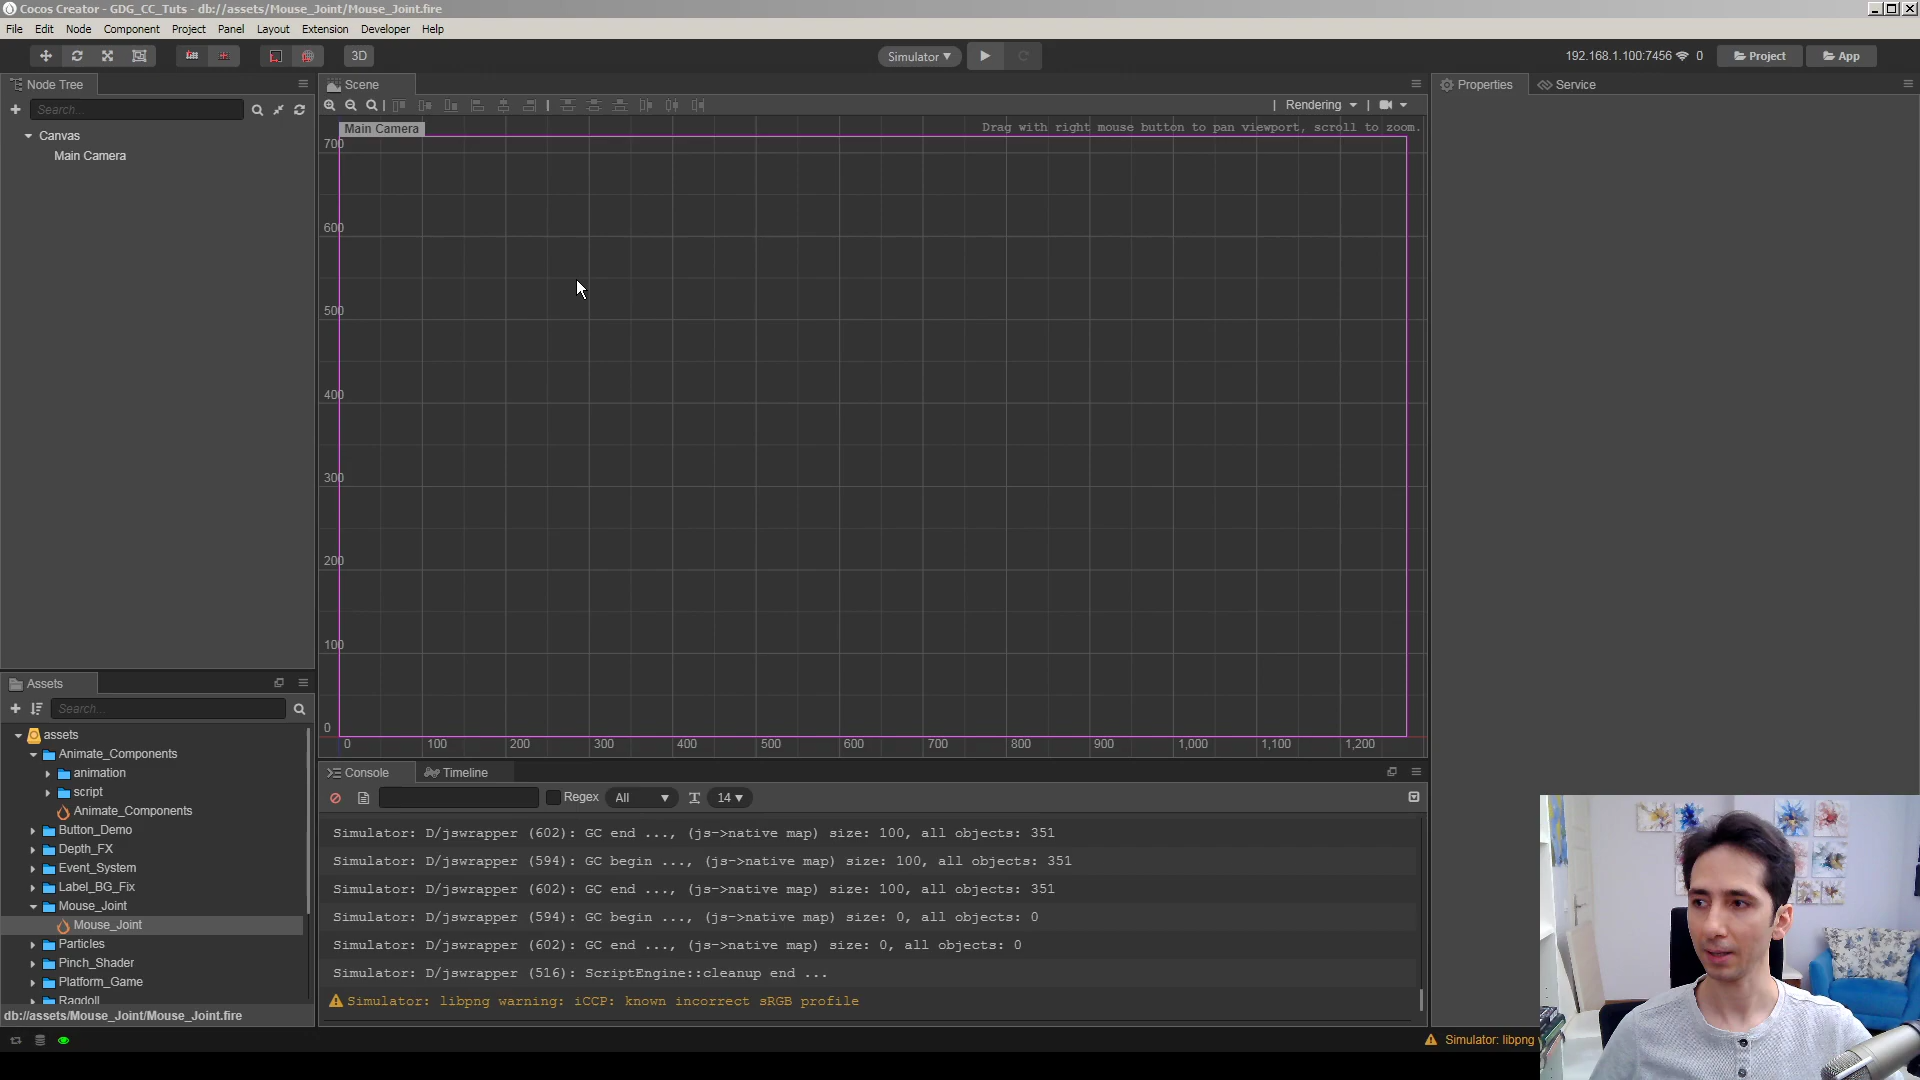 Cocos Creator - GDG_CC_Tuts - db://assets/Mouse_Joint/Mouse_Joint.fire
File Edit Node Component Project Panel Layout Extension Developer Help
3D
Simulator
192.168.1.100:7456 0
Project
App
Node Tree
Search...
Canvas
Main Camera
Scene
Rendering
Main Camera
Drag with right mouse button to pan viewport, scroll to zoom.
700
600
500
400
300
200
100
0
0 100 200 300 400 500 600 700 800 900 1,000 1,100 1,200
Properties
Service
Assets
Search...
assets
Animate_Components
animation
script
Animate_Components
Button_Demo
Depth_FX
Event_System
Label_BG_Fix
Mouse_Joint
Mouse_Joint
Particles
Pinch_Shader
Platform_Game
Ragdoll
db://assets/Mouse_Joint/Mouse_Joint.fire
Console
Timeline
Regex
All
14
Simulator: D/jswrapper (602): GC end ..., (js->native map) size: 100, all objects: 351
Simulator: D/jswrapper (594): GC begin ..., (js->native map) size: 100, all objects: 351
Simulator: D/jswrapper (602): GC end ..., (js->native map) size: 100, all objects: 351
Simulator: D/jswrapper (594): GC begin ..., (js->native map) size: 0, all objects: 0
Simulator: D/jswrapper (602): GC end ..., (js->native map) size: 0, all objects: 0
Simulator: D/jswrapper (516): ScriptEngine::cleanup end ...
Simulator: libpng warning: iCCP: known incorrect sRGB profile
Simulator: libpng